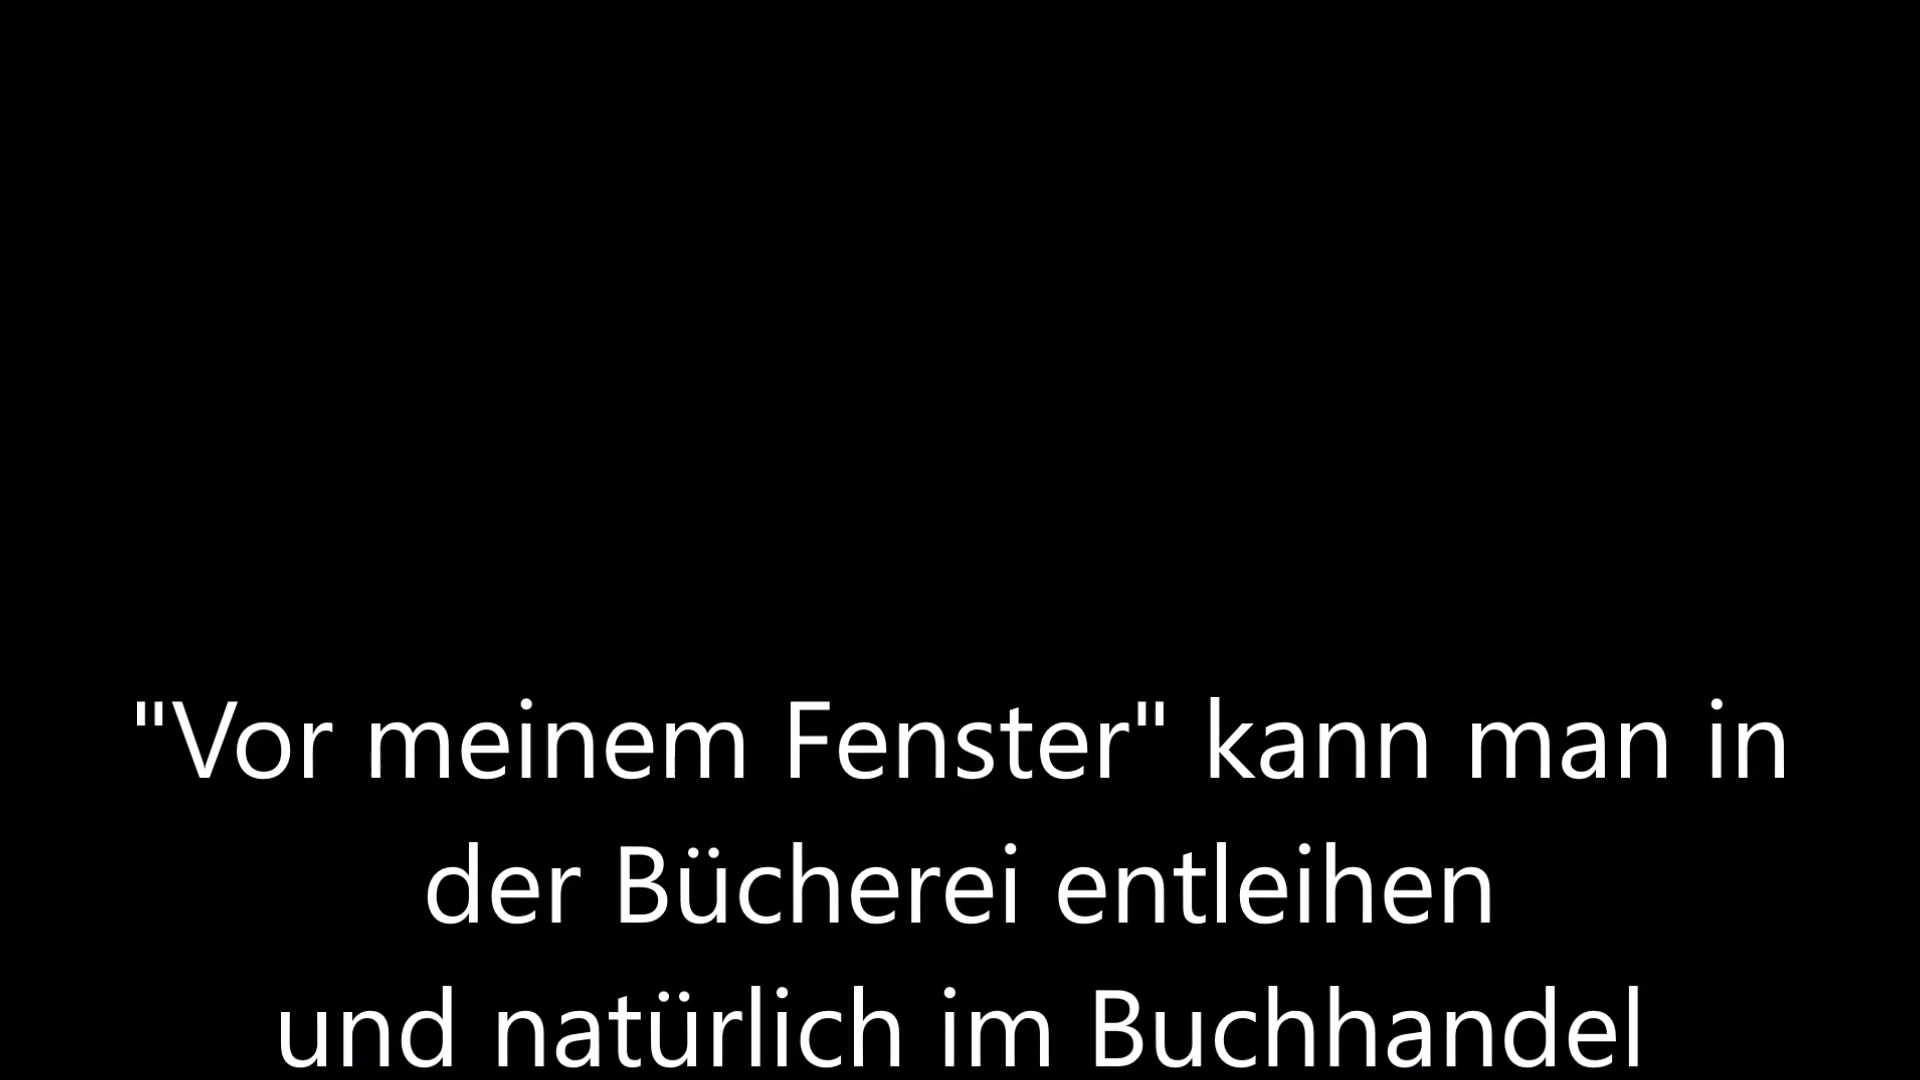 "Vor meinem Fenster" kann man in
der Bücherei entleihen
und natürlich im Buchhandel